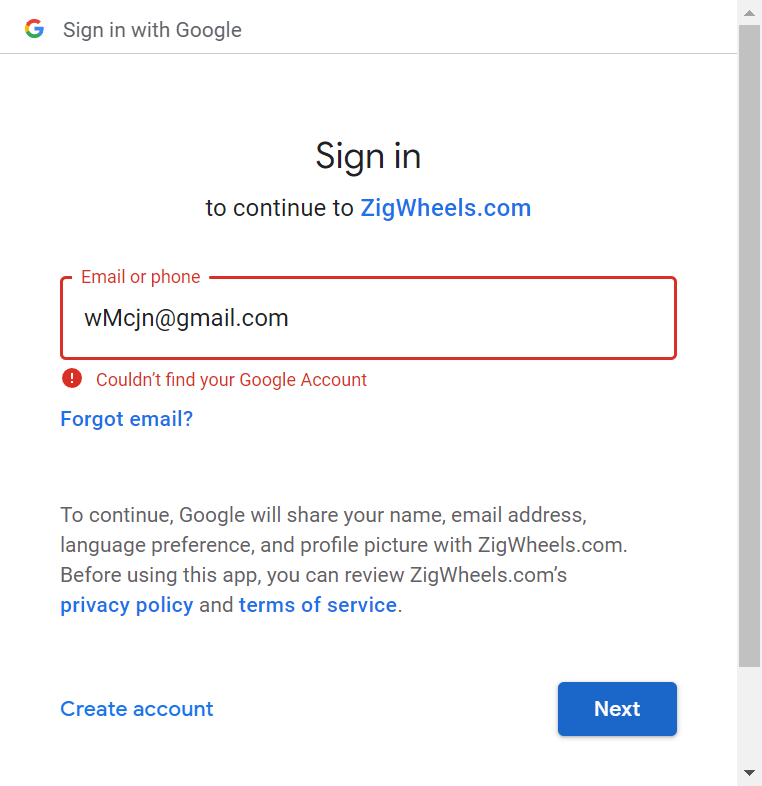 Sign in with Google
Sign in
to continue to ZigWheels.com
Email or phone
wMcjn@gmail.com
Couldn’t find your Google Account
Forgot email?
To continue, Google will share your name, email address,
language preference, and profile picture with ZigWheels.com.
Before using this app, you can review ZigWheels.com’s
privacy policy and terms of service.
Create account
Next